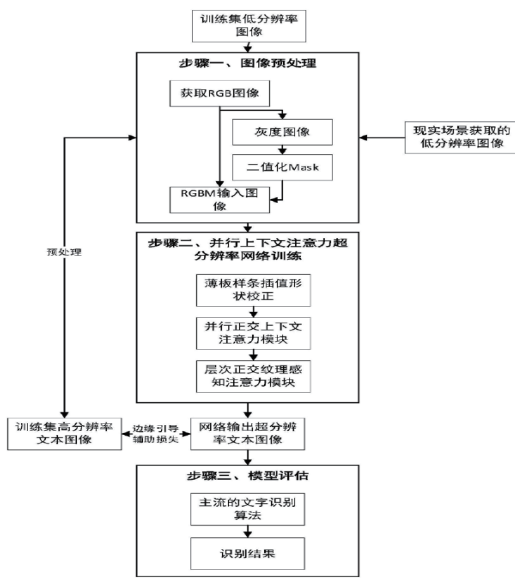 训练集低分辨率
图像
步骤一、图像预处理
获取RGB图像
灰度图像
现实场景获取的
低分辨率图像
二值化Mask
RGBM输入图
像
预处理
步骤二、并行上下文注意力超
分辨率网络训练
薄板样条插值形
状校正
并行正交上下文
注意力模块
层次正交纹理感
知注意力模块
训练集高分辨率
文本图像
边缘引导
辅助损失
网络输出超分辨
率文本图像
步骤三、模型评估
主流的文字识别
算法
识别结果